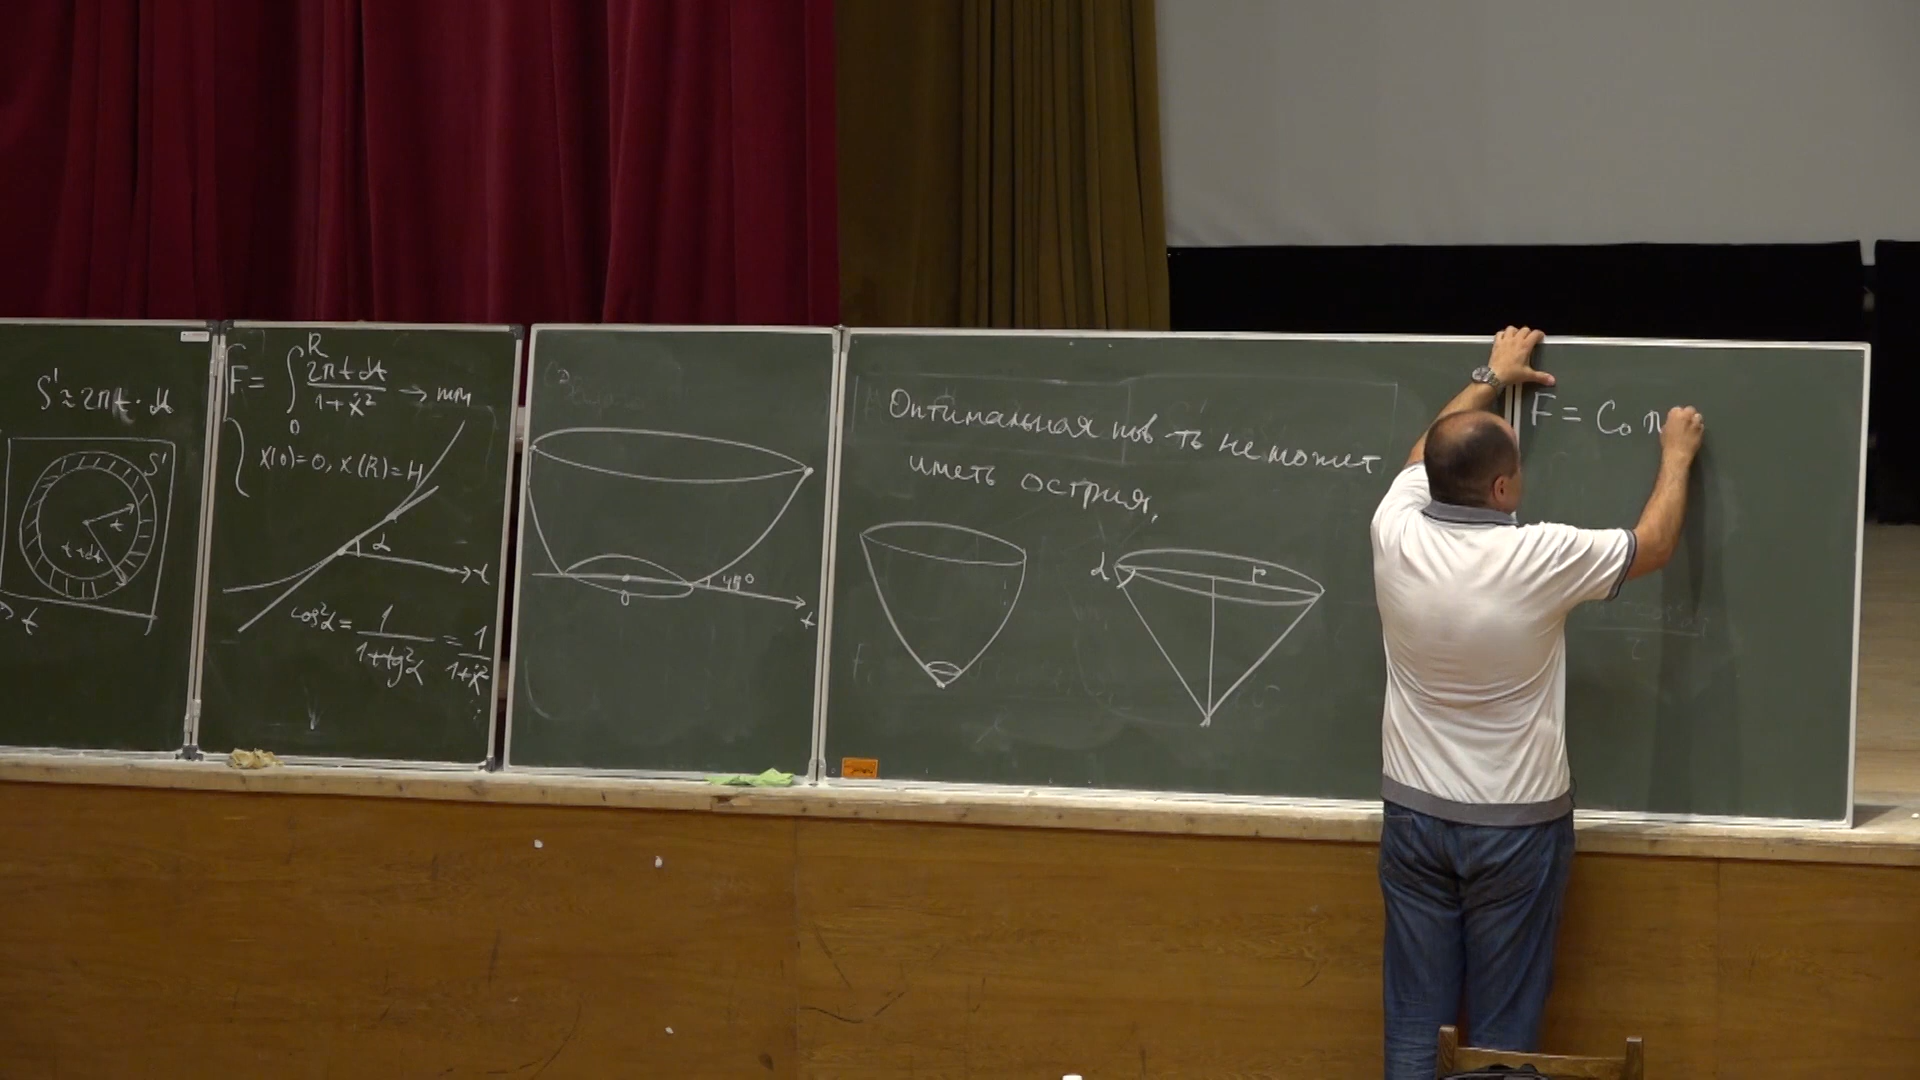 S' ≈ 2πt · dt
S'
t
t+dt
t
F = ∫₀ᴿ 2πt dt / (1+ẋ²) → min
x(0)=0, x(R)=H
α
t
cos²α = 1/(1+tg²α) = 1/(1+ẋ²)
45°
0
t
Оптимальная пов-ть не может
иметь острия.
α
r
F = C₀ π